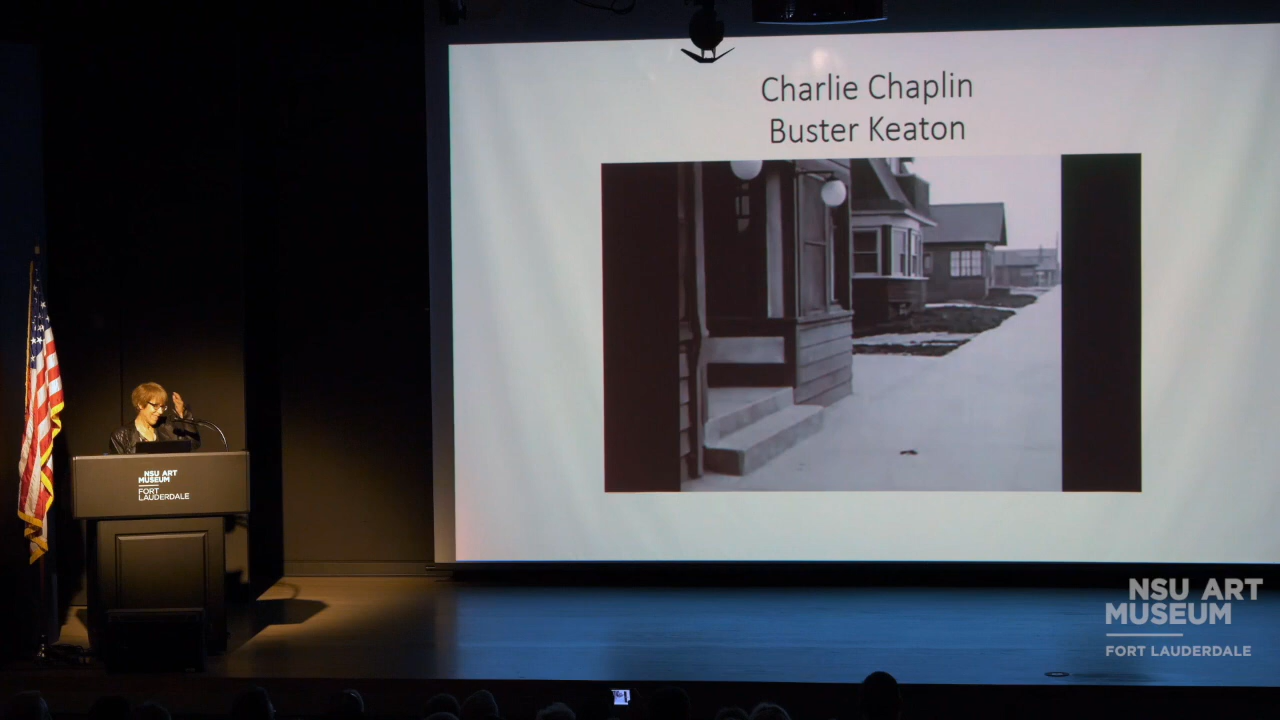 Charlie Chaplin
Buster Keaton
NSU ART
MUSEUM
FORT
LAUDERDALE
NSU ART
MUSEUM
FORT LAUDERDALE